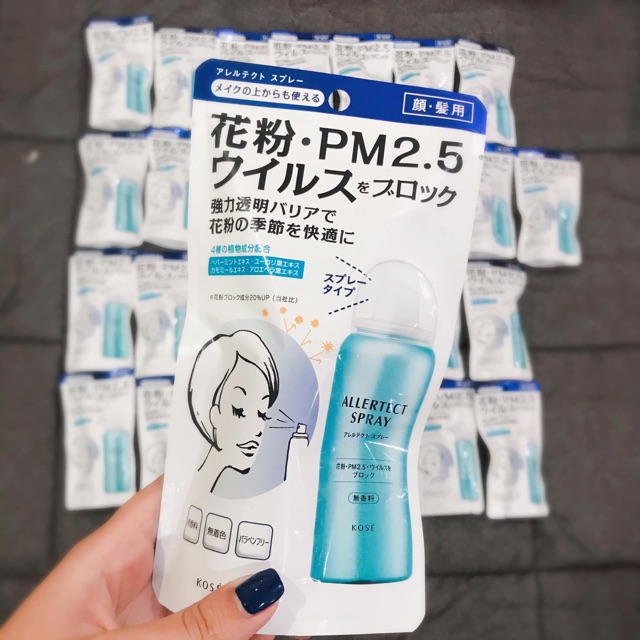 アレルテクト スプレー
メイクの上からも使える
顔・髪用
花粉・PM2.5
ウイルスをブロック
強力透明バリアで
花粉の季節を快適に
4種の植物成分配合
ペパーミントエキス・ユーカリ葉エキス
カモミールエキス・アロエベラ葉エキス
※花粉ブロック成分20%UP（当社比）
スプレー
タイプ
ALLERTECT
SPRAY
アレルテクト スプレー
花粉・PM2.5・ウイルスを
ブロック
無香料
KOSÉ
香料
無着色
パラベンフリー
KOSÉ